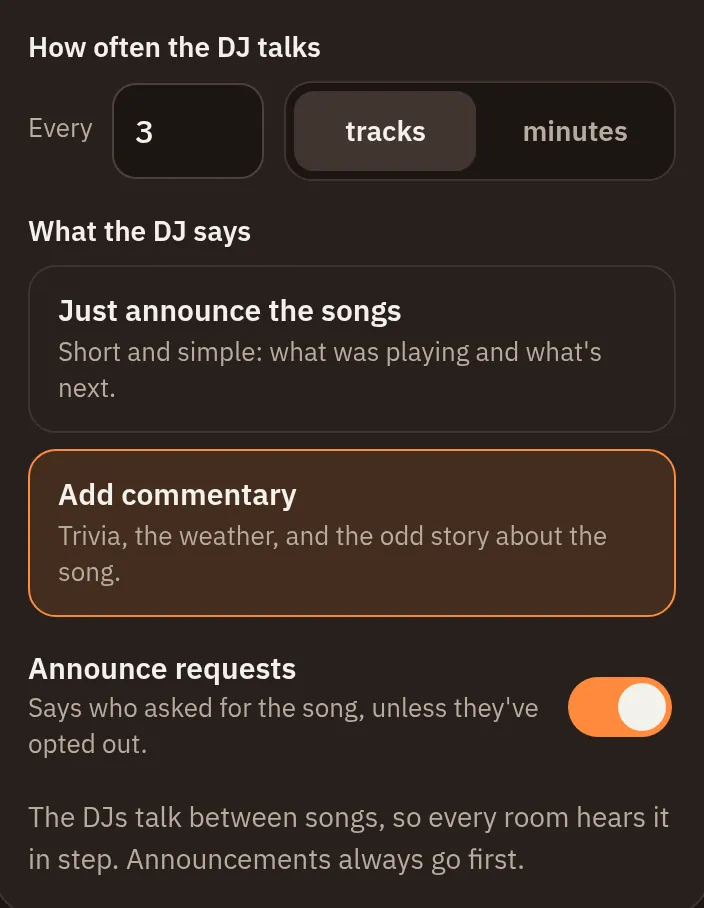 How often the DJ talks
Every 3 tracks minutes
What the DJ says
Just announce the songs
Short and simple: what was playing and what's
next.
Add commentary
Trivia, the weather, and the odd story about the
song.
Announce requests
Says who asked for the song, unless they've
opted out.
The DJs talk between songs, so every room hears it
in step. Announcements always go first.